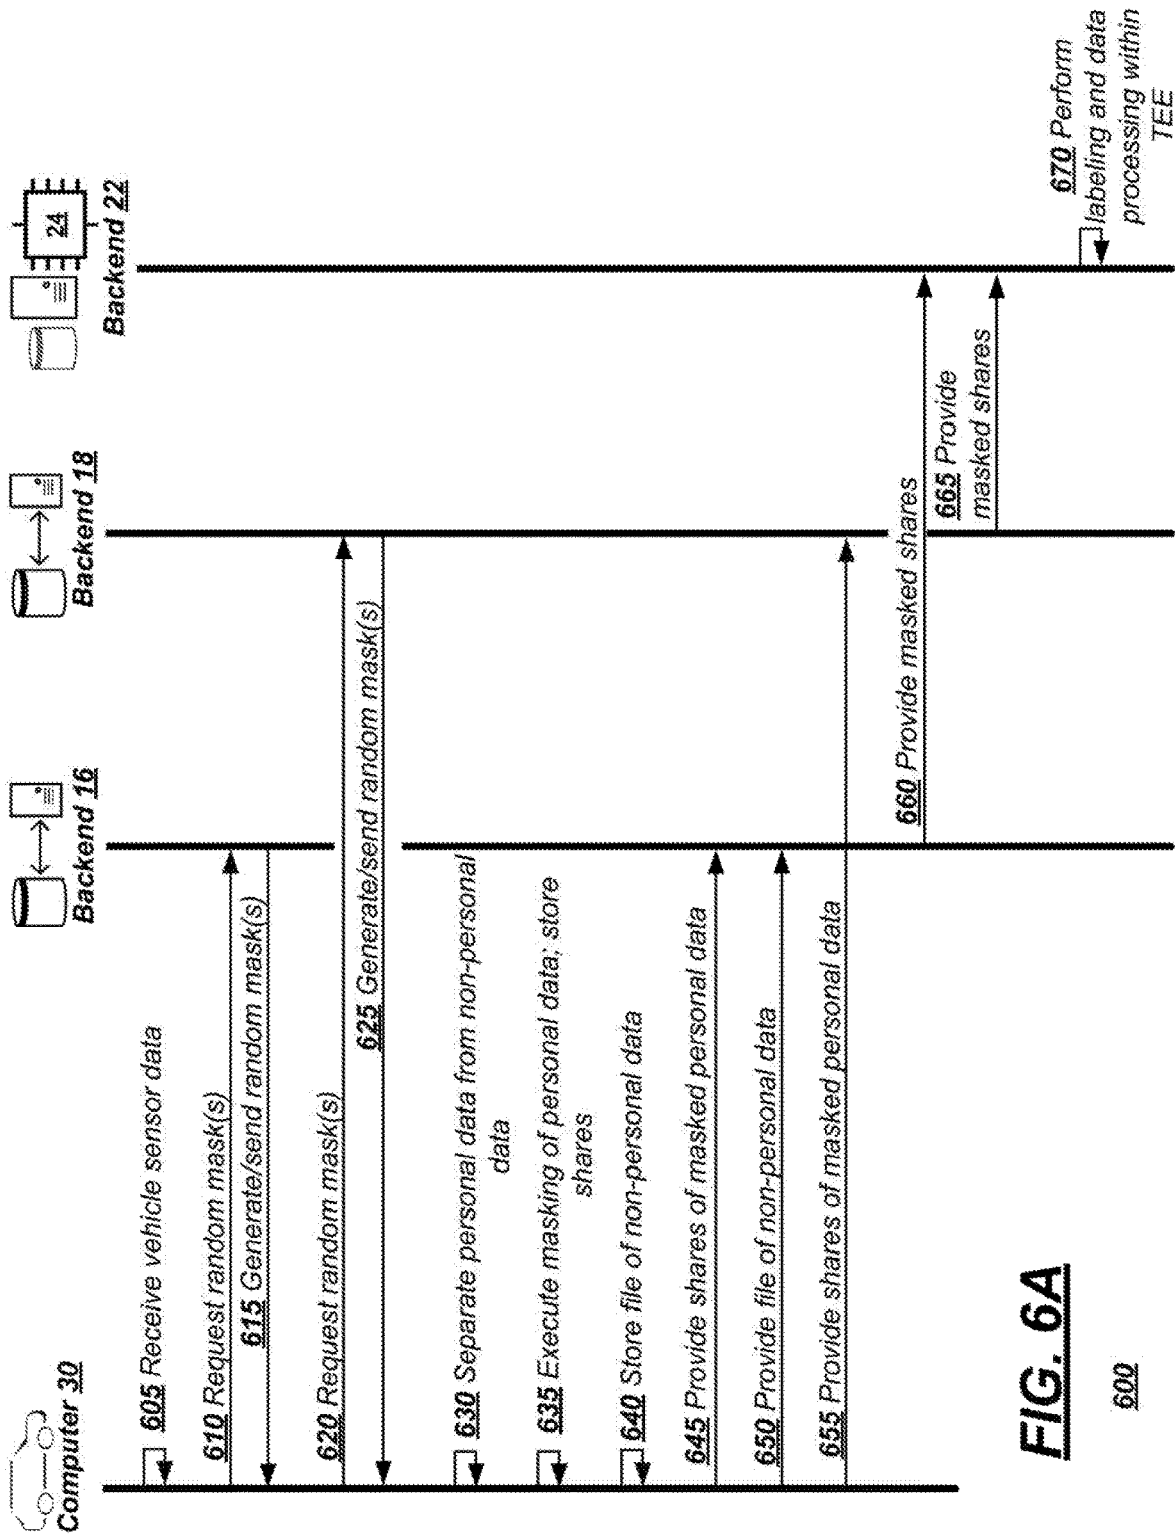 Computer 30
Backend 16
Backend 18
24
Backend 22
605 Receive vehicle sensor data
610 Request random mask(s)
615 Generate/send random mask(s)
620 Request random mask(s)
625 Generate/send random mask(s)
630 Separate personal data from non-personal
data
635 Execute masking of personal data; store
shares
640 Store file of non-personal data
645 Provide shares of masked personal data
650 Provide file of non-personal data
655 Provide shares of masked personal data
660 Provide masked shares
665 Provide
masked shares
670 Perform
labeling and data
processing within
TEE
FIG. 6A
600